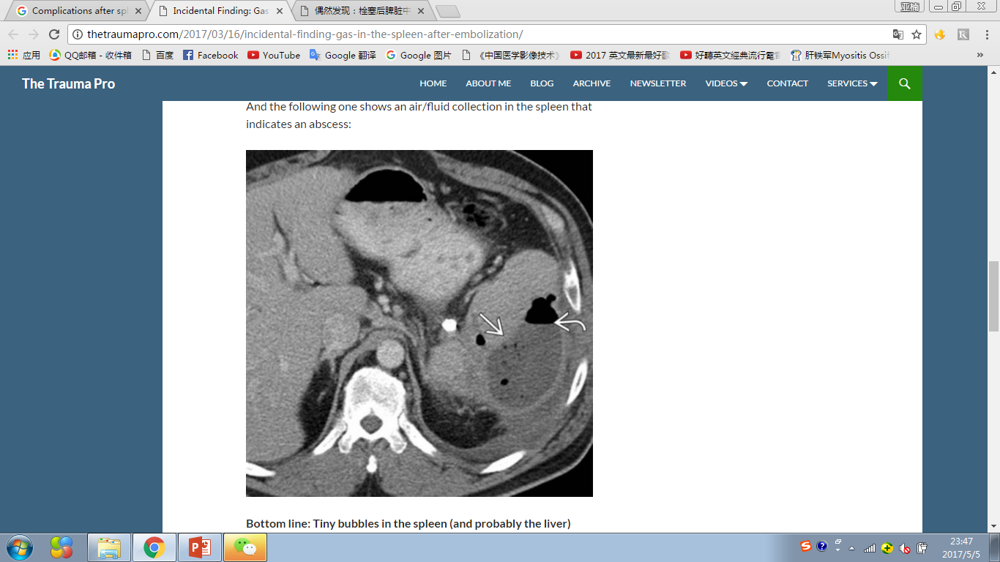 Complications after spl
Incidental Finding: Gas
偶然发现：栓塞后脾脏中
thetraumapro.com/2017/03/16/incidental-finding-gas-in-the-spleen-after-embolization/
应用 QQ邮箱 - 收件箱 百度 Facebook YouTube Google 翻译 Google 图片 《中国医学影像技术》 2017 英文最新最好 好聽英文經典流行 肝铁军Myositis Ossif »
The Trauma Pro
HOME ABOUT ME BLOG ARCHIVE NEWSLETTER VIDEOS CONTACT SERVICES
And the following one shows an air/fluid collection in the spleen that
indicates an abscess:
Bottom line: Tiny bubbles in the spleen (and probably the liver)
23:47
2017/5/5